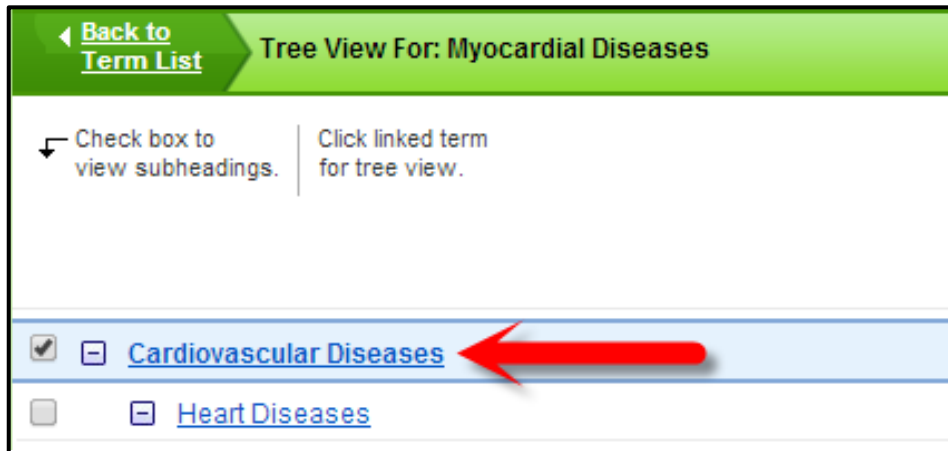 Back to
Term List
Tree View For: Myocardial Diseases
Check box to
view subheadings.
Click linked term
for tree view.
Cardiovascular Diseases
Heart Diseases